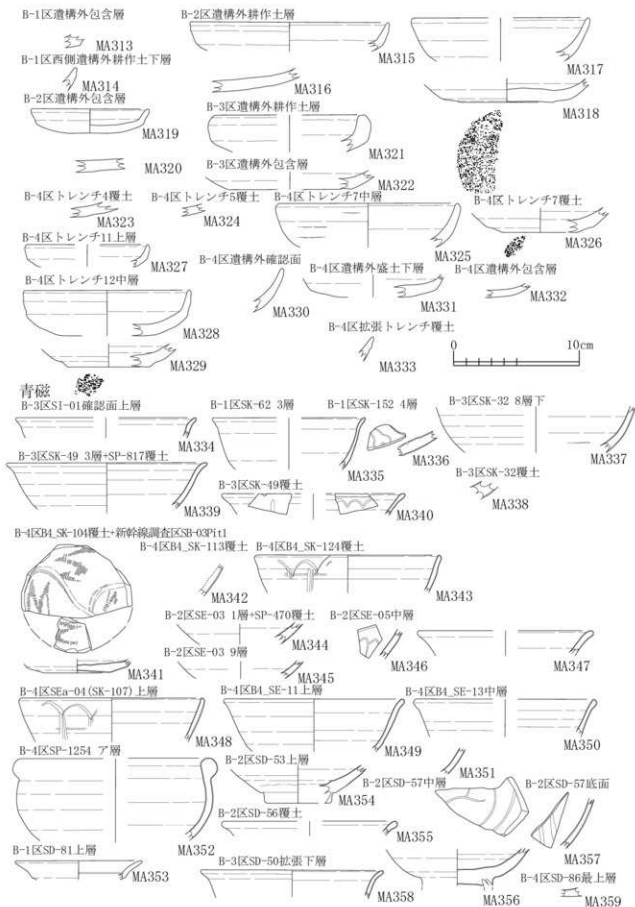 B-1区遺構外包含層
MA313
B-1区西側遺構外耕作土下層
MA314
B-2区遺構外耕作土層
MA315
MA316
MA317
MA318
B-2区遺構外包含層
MA319
MA320
B-3区遺構外耕作土層
MA321
B-3区遺構外包含層
MA322
B-4区トレンチ4覆土
MA323
B-4区トレンチ5覆土
MA324
B-4区トレンチ7中層
MA325
B-4区トレンチ7覆土
MA326
B-4区トレンチ11上層
MA327
B-4区トレンチ12中層
MA328
MA329
B-4区遺構外確認面
MA330
B-4区遺構外盛土下層
MA331
B-4区遺構外包含層
MA332
B-4区拡張トレンチ覆土
MA333
0 10cm
青磁
B-3区SI-01確認面上層
MA334
B-1区SK-62 3層
MA335
B-1区SK-152 4層
MA336
B-3区SK-32 8層下
MA337
B-3区SK-32覆土
MA338
B-3区SK-49 3層+SP-817覆土
MA339
B-3区SK-49覆土
MA340
B-4区B4_SK-104覆土+新幹線調査区SB-03Pit1
MA341
B-4区B4_SK-113覆土
MA342
B-4区B4_SK-124覆土
MA343
B-2区SE-03 1層+SP-470覆土
MA344
B-2区SE-03 9層
MA345
B-2区SE-05中層
MA346
MA347
B-4区SEa-04(SK-107)上層
MA348
B-4区B4_SE-11上層
MA349
B-4区B4_SE-13中層
MA350
MA351
B-4区SP-1254 ア層
MA352
B-1区SD-81上層
MA353
B-2区SD-53上層
MA354
B-2区SD-56覆土
MA355
B-2区SD-57中層
MA356
B-2区SD-57底面
MA357
B-3区SD-50拡張下層
MA358
B-4区SD-86最上層
MA359